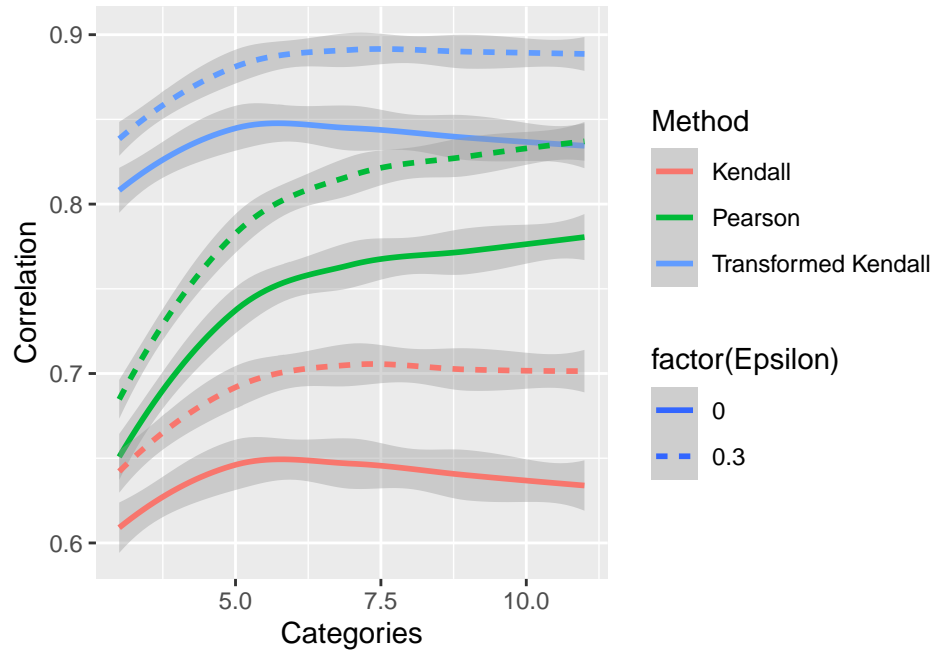 0.9
0.8
0.7
0.6
Correlation
5.0
7.5
10.0
Categories
Method
Kendall
Pearson
Transformed Kendall
factor(Epsilon)
0
0.3